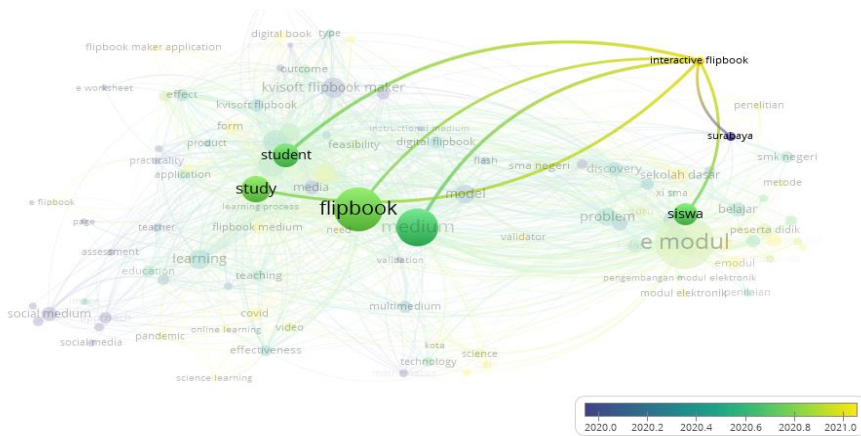 digital book
type
flipbook maker application
interactive flipbook
outcome
e worksheet
kvisoft flipbook maker
effect
kvisoft flipbook
penelitian
form
instructional medium
surabaya
product
feasibility
digital flipbook
student
practicality
flash
sma negeri
discovery
smk negeri
application
sekolah dasar
metode
study
media
model
xi sma
e flipbook
learning process
flipbook
siswa
belajar
page
teacher
flipbook medium
need
medium
problem
peserta didik
validator
e modul
assessment
learning
validation
emodul
education
teaching
pengembangan modul elektronik
modul elektronik
penilaian
multimedium
social medium
covid
online learning
video
social media
pandemic
effectiveness
kota
science
technology
science learning
2020.0 2020.2 2020.4 2020.6 2020.8 2021.0